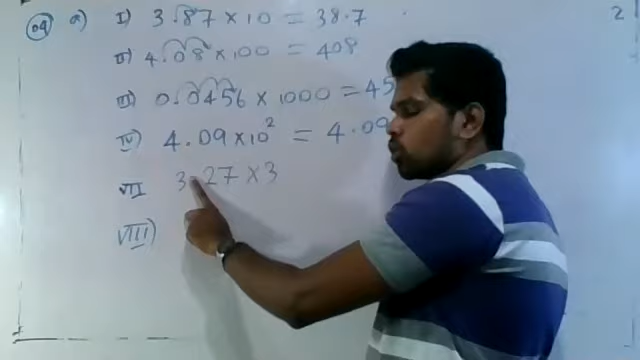 04 a) I) 3.87 × 10 = 38.7
II) 4.08 × 100 = 408
III) 0.0456 × 1000 = 45
IV) 4.09 × 10² = 4.09
VII 3.27 × 3
VIII)
2